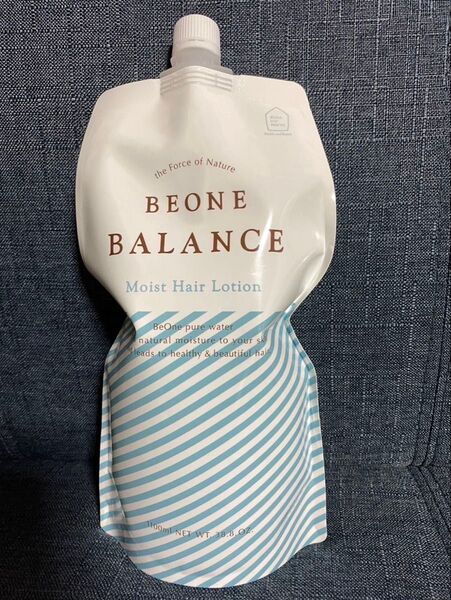 the Force of Nature
BEONE
BALANCE
Moist Hair Lotion
BeOne pure water
natural moisture to your
leads to healthy & beautiful
1100ml NET WT. 38.8.OZ.